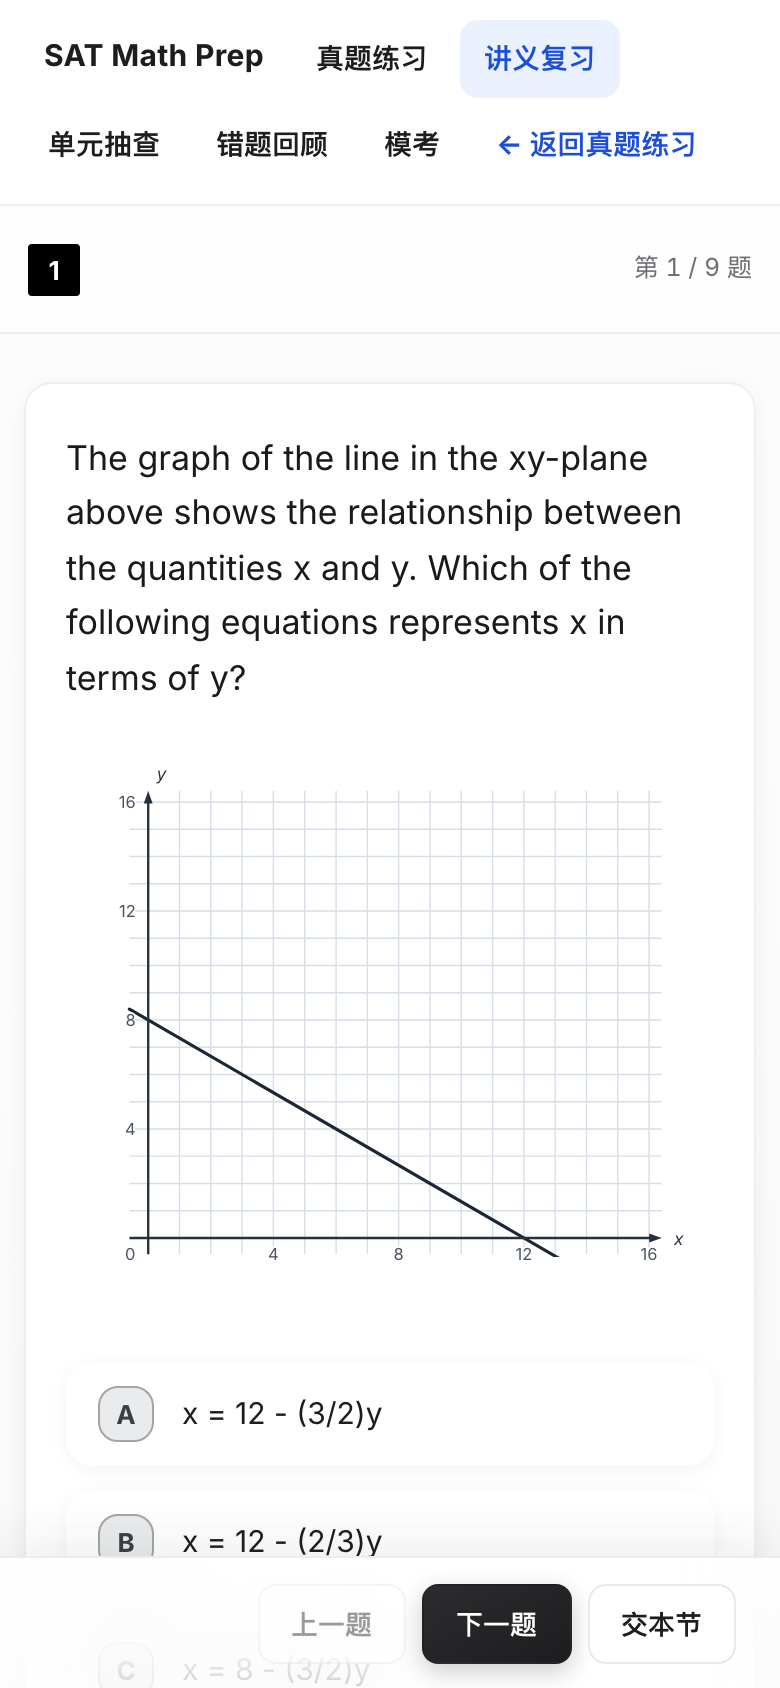 SAT Math Prep 真题练习 讲义复习
单元抽查 错题回顾 模考 ← 返回真题练习
1 第 1 / 9 题
The graph of the line in the xy-plane
above shows the relationship between
the quantities x and y. Which of the
following equations represents x in
terms of y?
y
16
12
8
4
0 4 8 12 16 x
A x = 12 - (3/2)y
B x = 12 - (2/3)y
C x = 8 - (3/2)y
上一题 下一题 交本节